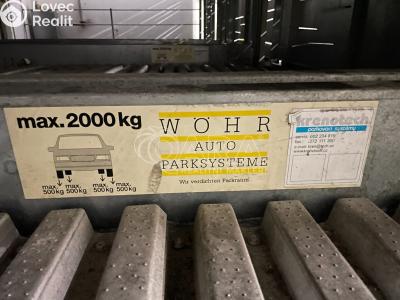 Lovec
Realit
max.2000 kg
max.
500 kg
max.
500 kg
max.
500 kg
max.
500 kg
WÖHR
AUTO
PARKSYSTEME
Wir verdichten Parkraum
krenotech
parkovací systémy